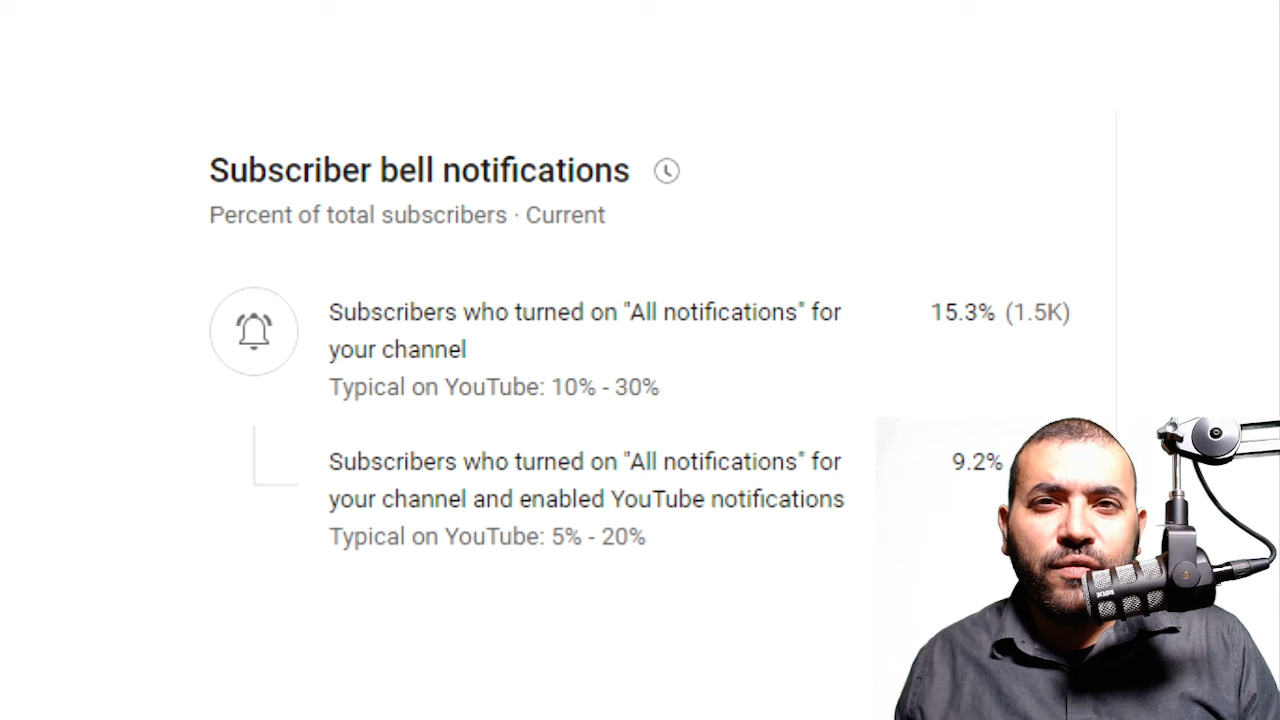 Subscriber bell notifications
Percent of total subscribers · Current
Subscribers who turned on "All notifications" for 15.3% (1.5K)
your channel
Typical on YouTube: 10% - 30%
Subscribers who turned on "All notifications" for 9.2%
your channel and enabled YouTube notifications
Typical on YouTube: 5% - 20%
RØDE